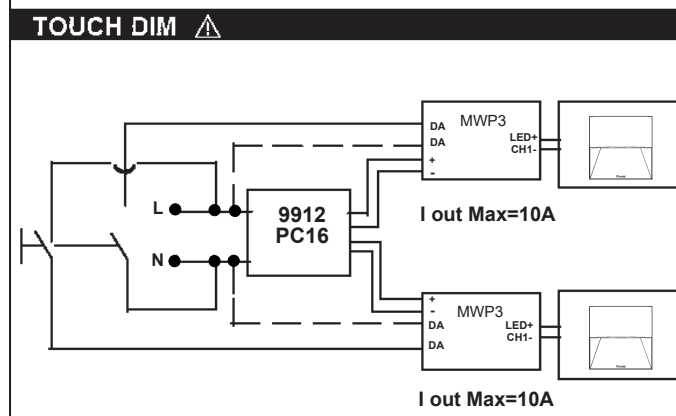 TOUCH DIM
DA
DA
+
-
MWP3
LED+
CH1-
I out Max=10A
L
N
9912
PC16
+
-
DA
DA
MWP3
LED+
CH1-
I out Max=10A